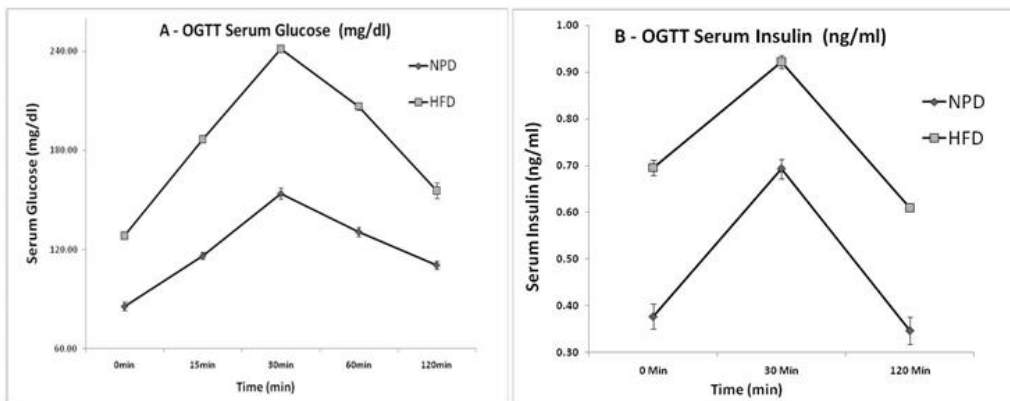 A - OGTT Serum Glucose (mg/dl)
240.00
180.00
120.00
60.00
Serum Glucose (mg/dl)
NPD
HFD
0min 15min 30min 60min 120min
Time (min)
B - OGTT Serum Insulin (ng/ml)
1.00
0.90
0.80
0.70
0.60
0.50
0.40
0.30
Serum Insulin (ng/ml)
NPD
HFD
0 Min 30 Min 120 Min
Time (min)